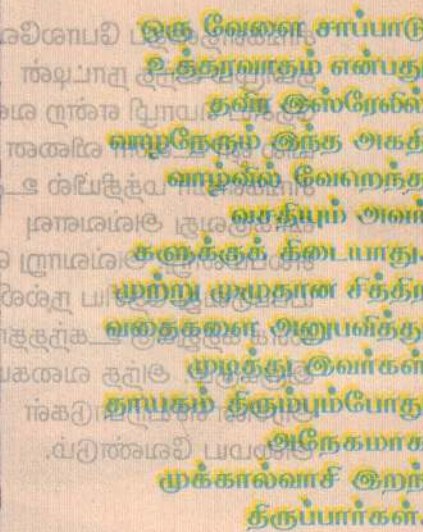 ஒரு வேளை சாப்பாடு
உத்தரவாதம் என்பது
தவிர இஸ்ரேலில்
வாழநேரும் இந்த அகதி
வாழ்வில் வேறெந்த
வசதியும் அவர்
களுக்குக் கிடையாது.
முற்று முழுதான சித்திர
வதைகளை அனுபவித்து
முடித்து இவர்கள்
தாயகம் திரும்பும்போது
அநேகமாக
முக்கால்வாசி இறந்
திருப்பார்கள்.